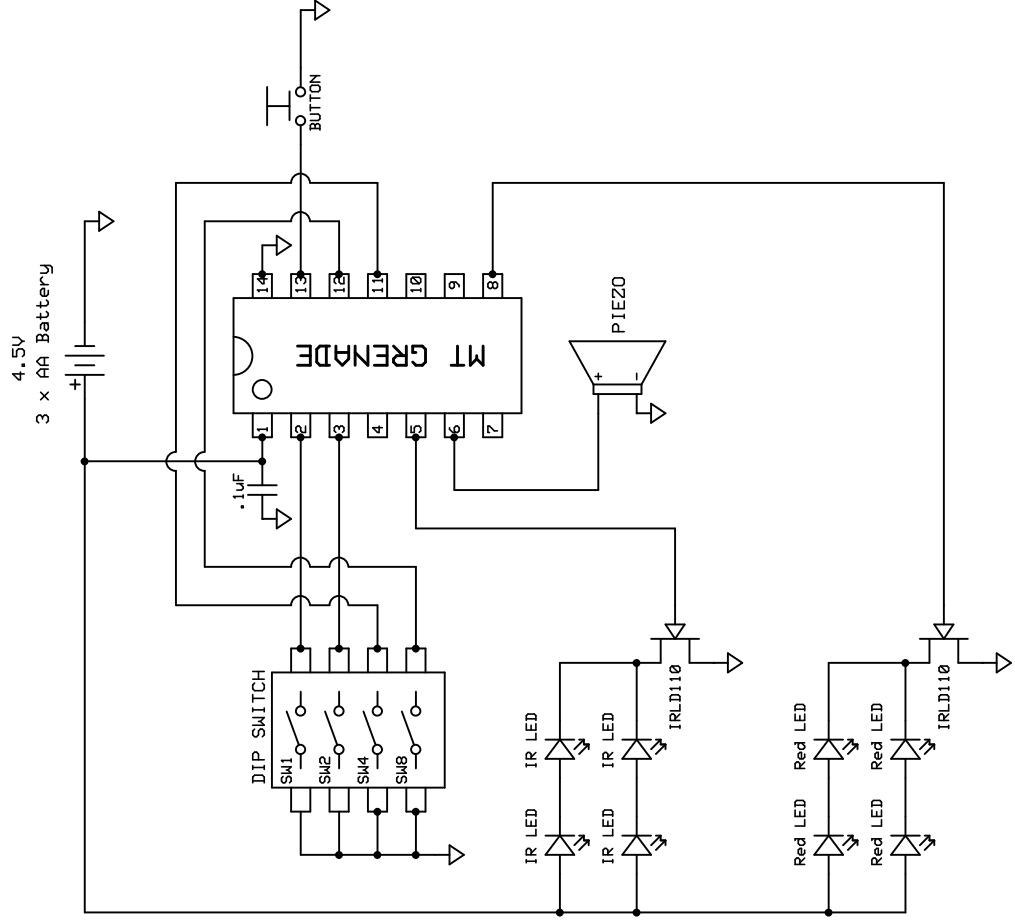 4.5V
3 x AA Battery
+
BUTTON
14
13
12
11
10
9
8
MT GRENADE
1
2
3
4
5
6
7
.1uF
PIEZO
+
-
DIP SWITCH
SW1
SW2
SW4
SW8
IR LED
IR LED
IR LED
IR LED
IRLD110
Red LED
Red LED
Red LED
Red LED
IRLD110